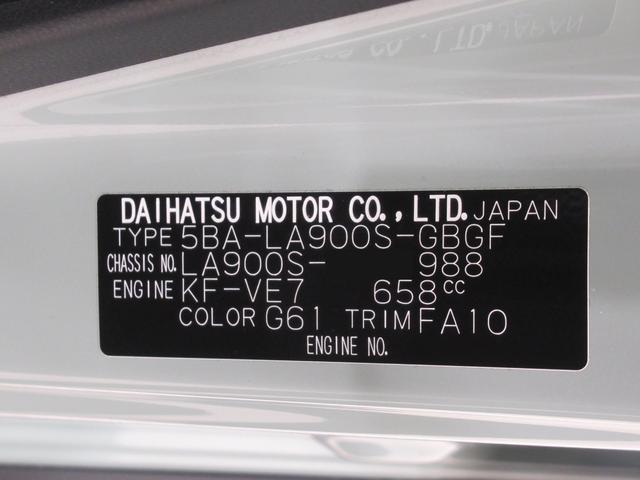 DAIHATSU MOTOR CO., LTD. JAPAN
TYPE 5BA-LA900S-GBGF
CHASSIS NO. LA900S- 988
ENGINE KF-VE7 658CC
COLOR G61 TRIM FA10
ENGINE NO.